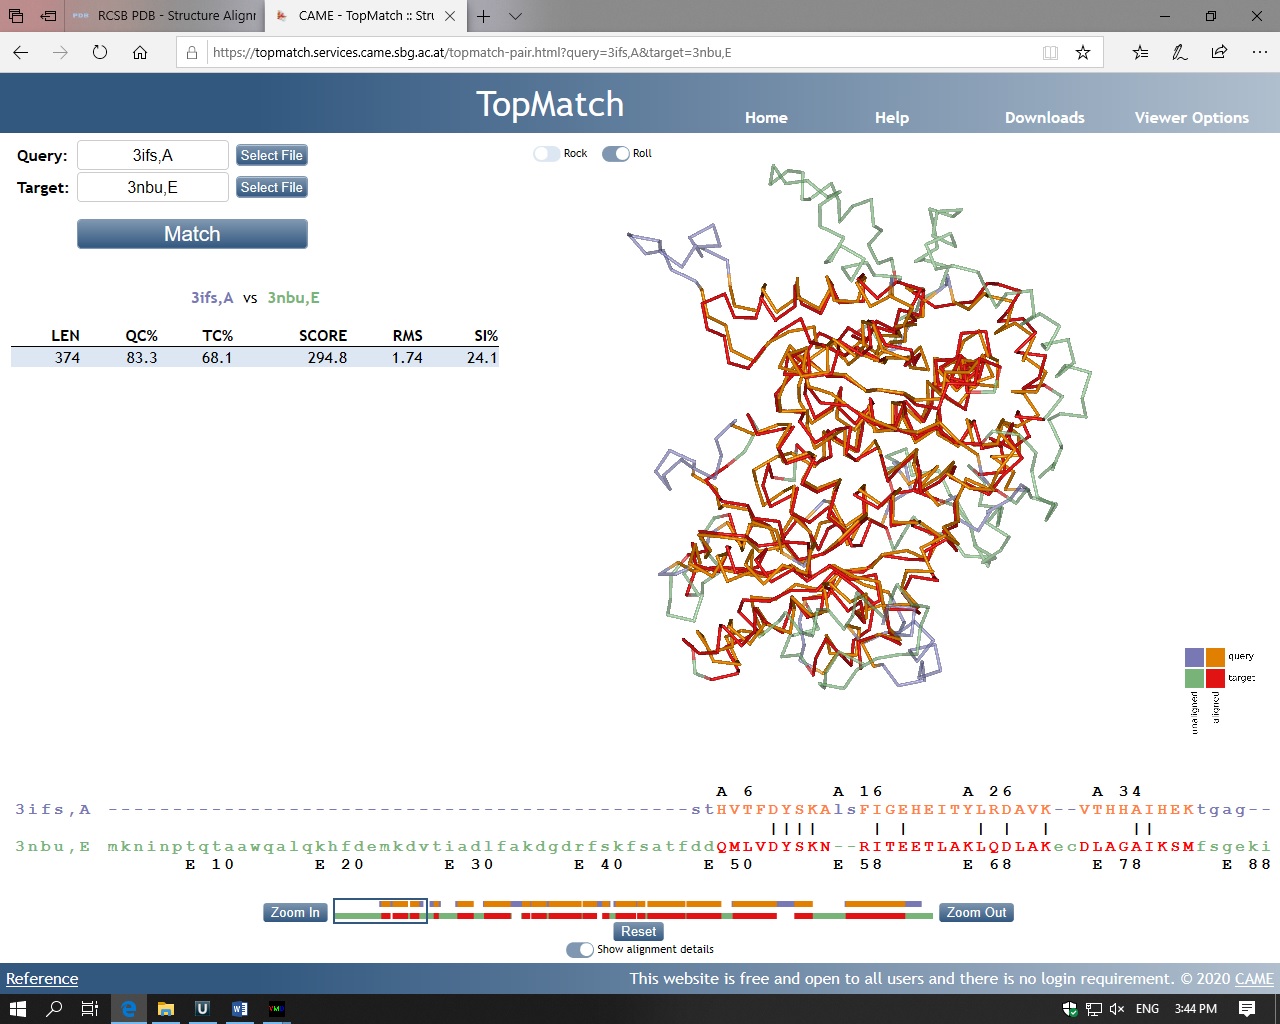 RCSB PDB - Structure Alignr
CAME - TopMatch :: Stru
https://topmatch.services.came.sbg.ac.at/topmatch-pair.html?query=3ifs,A&target=3nbu,E
TopMatch
Home Help Downloads Viewer Options
Query: 3ifs,A Select File
Target: 3nbu,E Select File
Match
Rock Roll
3ifs,A vs 3nbu,E
LEN QC% TC% SCORE RMS SI%
374 83.3 68.1 294.8 1.74 24.1
query
target
unaligned
aligned
A 6 A 16 A 26 A 34
3ifs,A ---------------------------------------------stHVTFDYSKAlsFIGEHEITYLRDAVK--VTHHAIHEKtgag--
3nbu,E mkninptqtaawqalqkhfdemkdvtiadlfakdgdrfskfsatfddQMLVDYSKN--RITEETLAKLQDLAKecDLAGAIKSMfsgeki
E 10 E 20 E 30 E 40 E 50 E 58 E 68 E 78 E 88
Zoom In Zoom Out
Reset
Show alignment details
Reference This website is free and open to all users and there is no login requirement. © 2020 CAME
ENG 3:44 PM